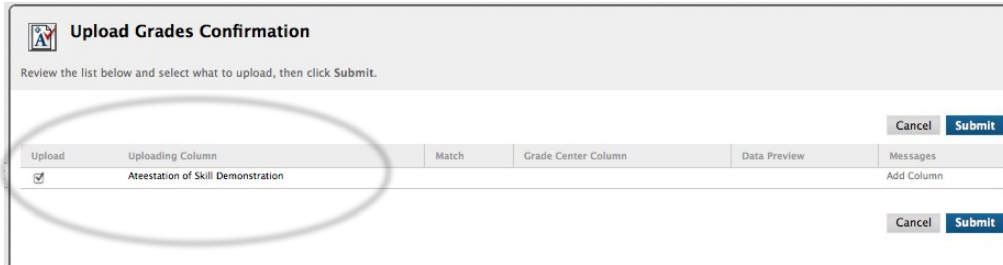 Upload Grades Confirmation
Review the list below and select what to upload, then click Submit.
Cancel Submit
Upload Uploading Column Match Grade Center Column Data Preview Messages
Ateestation of Skill Demonstration Add Column
Cancel Submit